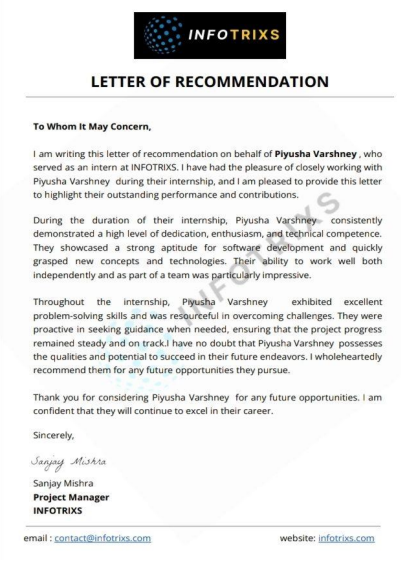 INFOTRIXS
LETTER OF RECOMMENDATION
To Whom It May Concern,
I am writing this letter of recommendation on behalf of Piyusha Varshney , who
served as an intern at INFOTRIXS. I have had the pleasure of closely working with
Piyusha Varshney during their internship, and I am pleased to provide this letter
to highlight their outstanding performance and contributions.
During the duration of their internship, Piyusha Varshney consistently
demonstrated a high level of dedication, enthusiasm, and technical competence.
They showcased a strong aptitude for software development and quickly
grasped new concepts and technologies. Their ability to work well both
independently and as part of a team was particularly impressive.
Throughout the internship, Piyusha Varshney exhibited excellent
problem-solving skills and was resourceful in overcoming challenges. They were
proactive in seeking guidance when needed, ensuring that the project progress
remained steady and on track.I have no doubt that Piyusha Varshney possesses
the qualities and potential to succeed in their future endeavors. I wholeheartedly
recommend them for any future opportunities they pursue.
Thank you for considering Piyusha Varshney for any future opportunities. I am
confident that they will continue to excel in their career.
Sincerely,
Sanjay Mishra
Sanjay Mishra
Project Manager
INFOTRIXS
email : contact@infotrixs.com website: infotrixs.com
INFOTRIXS